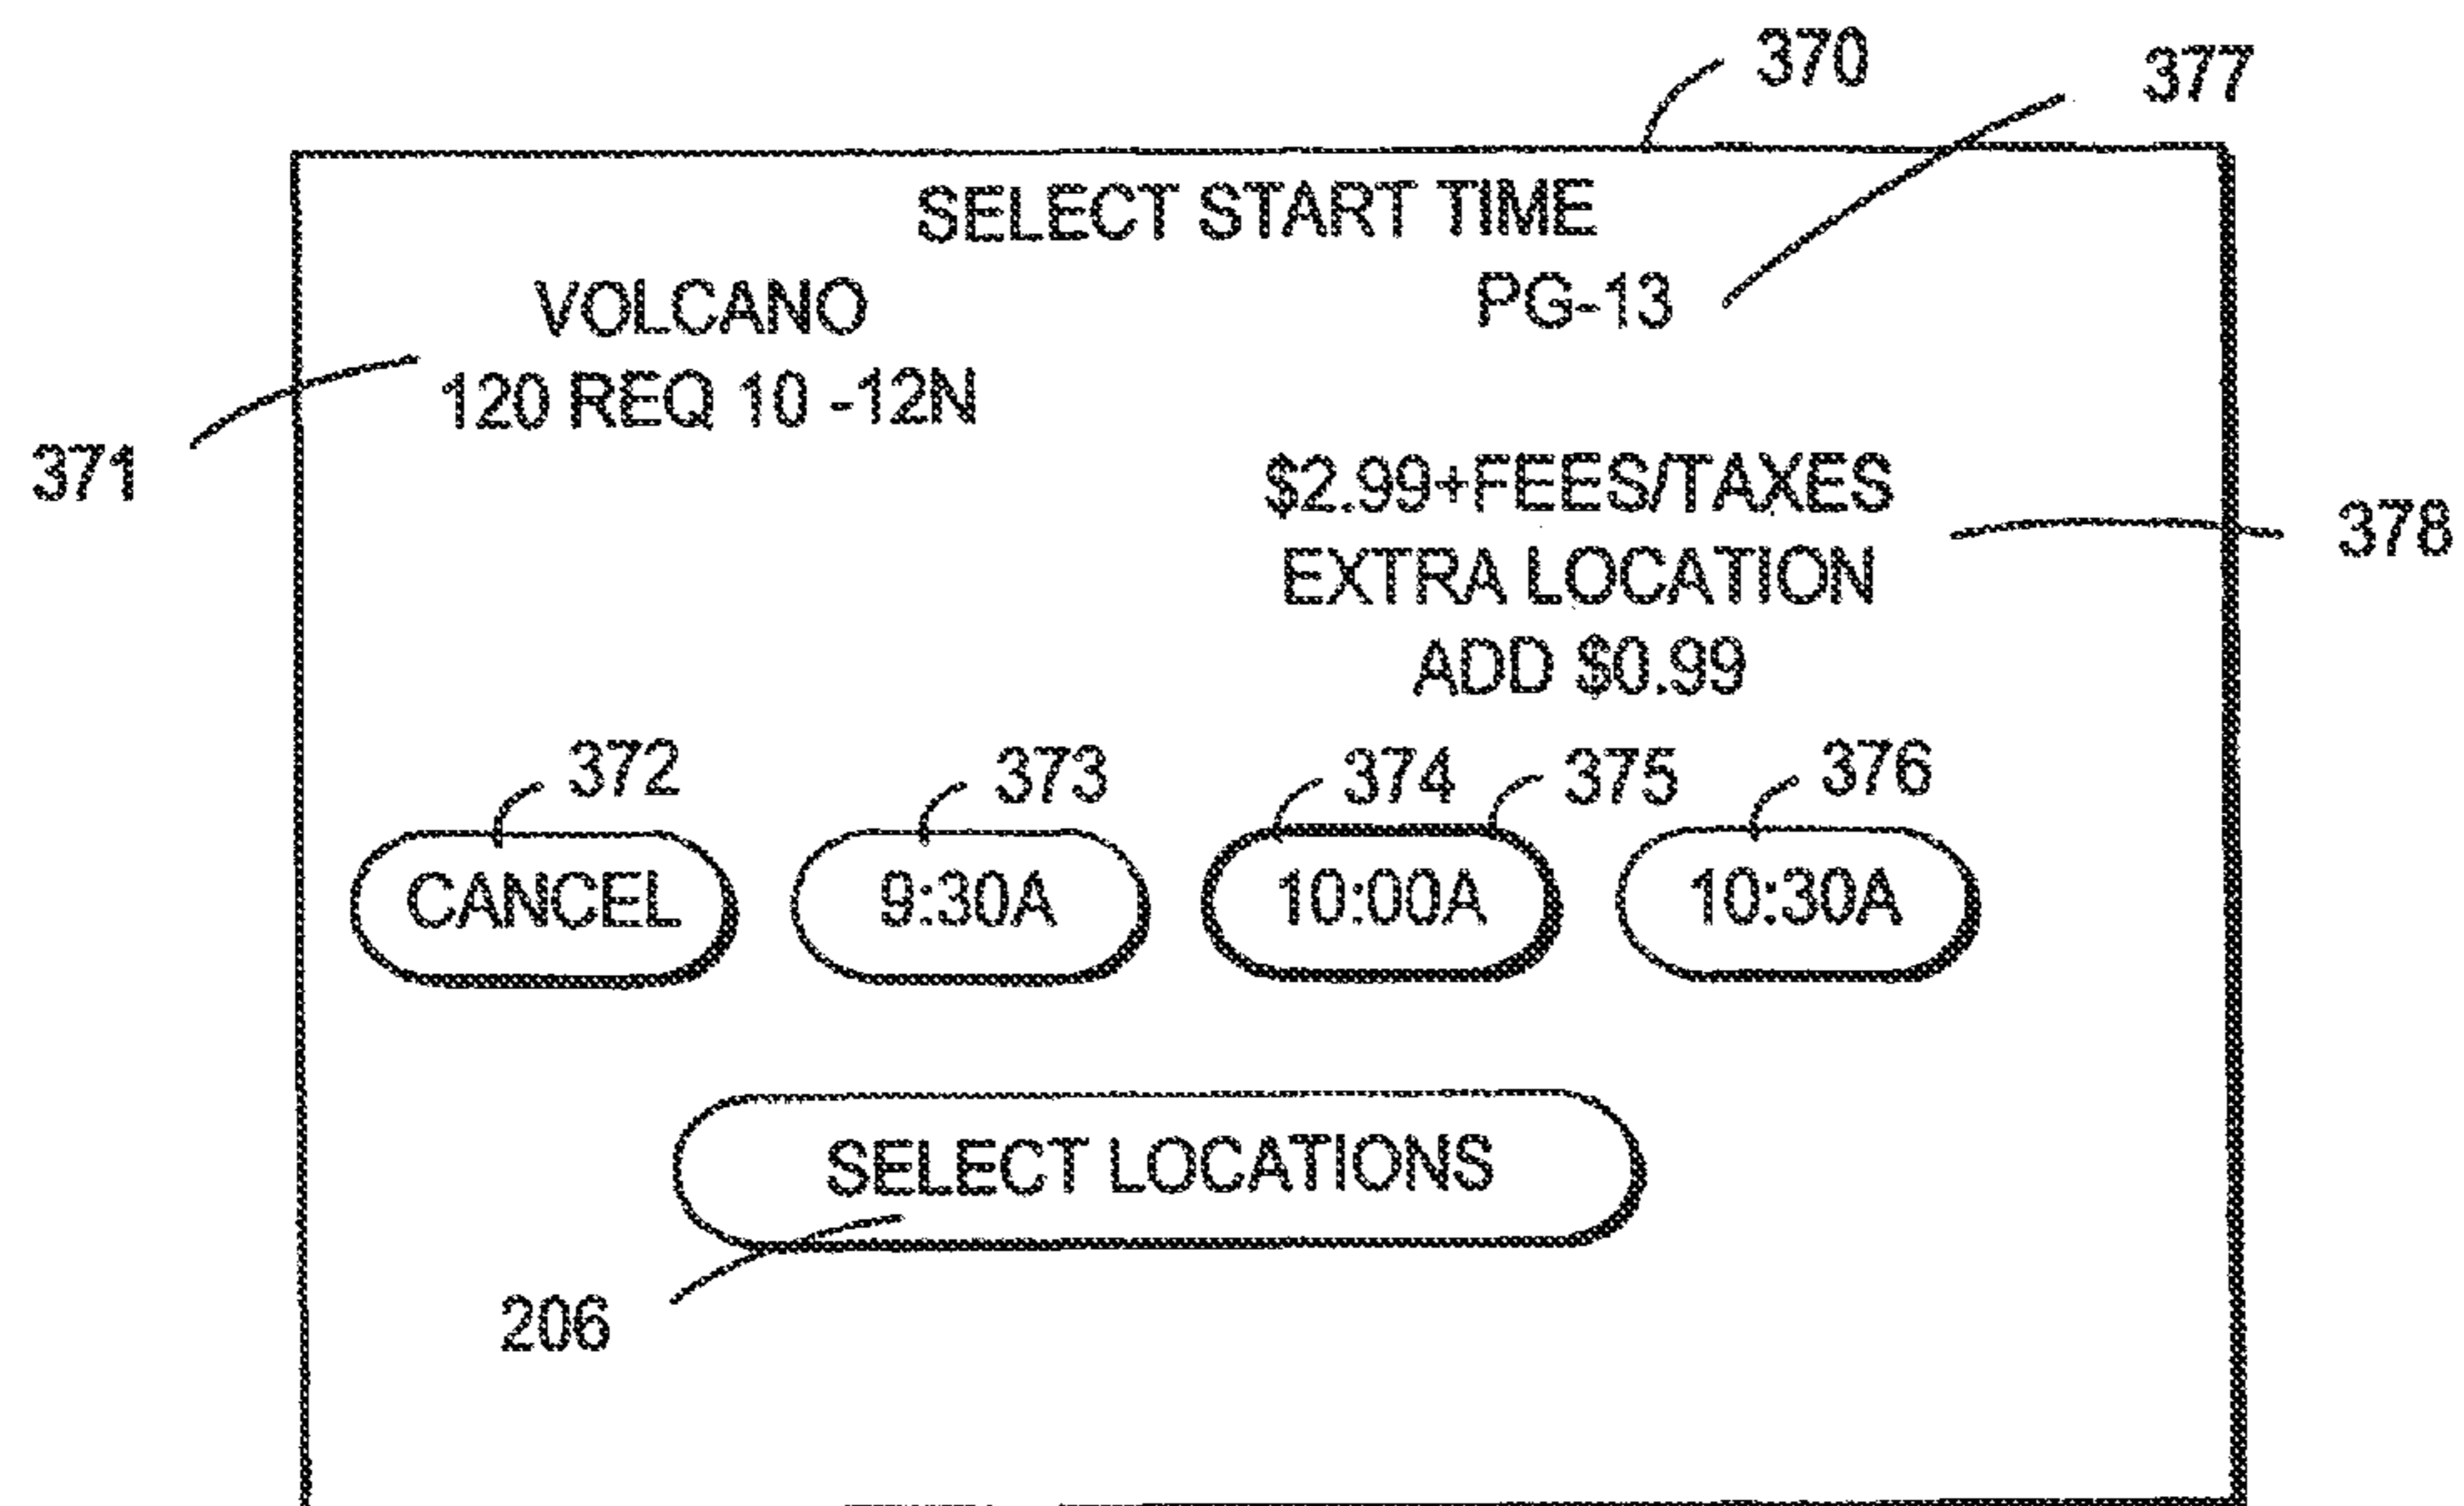 370
377
SELECT START TIME
VOLCANO
PG-13
120 REQ 10 -12N
371
$2.99+FEES/TAXES
378
EXTRA LOCATION
ADD $0.99
372 373 374 375 376
CANCEL 9:30A 10:00A 10:30A
SELECT LOCATIONS
206